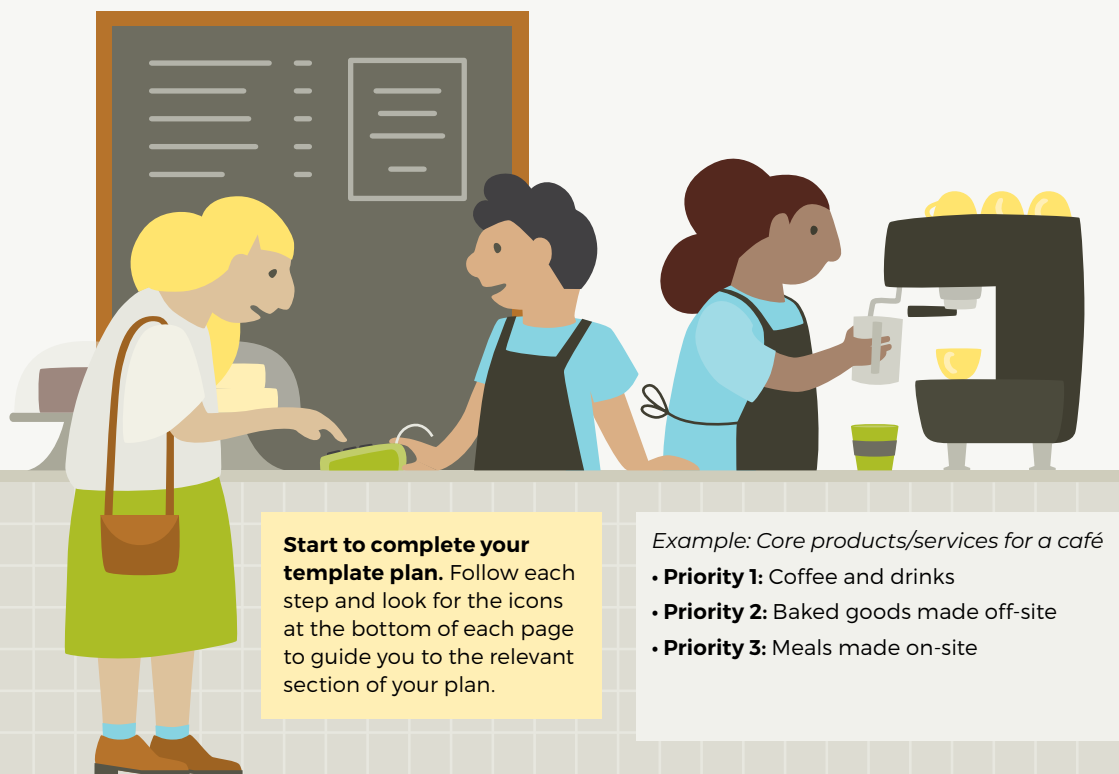 Start to complete your
template plan. Follow each
step and look for the icons
at the bottom of each page
to guide you to the relevant
section of your plan.
Example: Core products/services for a café
• Priority 1: Coffee and drinks
• Priority 2: Baked goods made off-site
• Priority 3: Meals made on-site